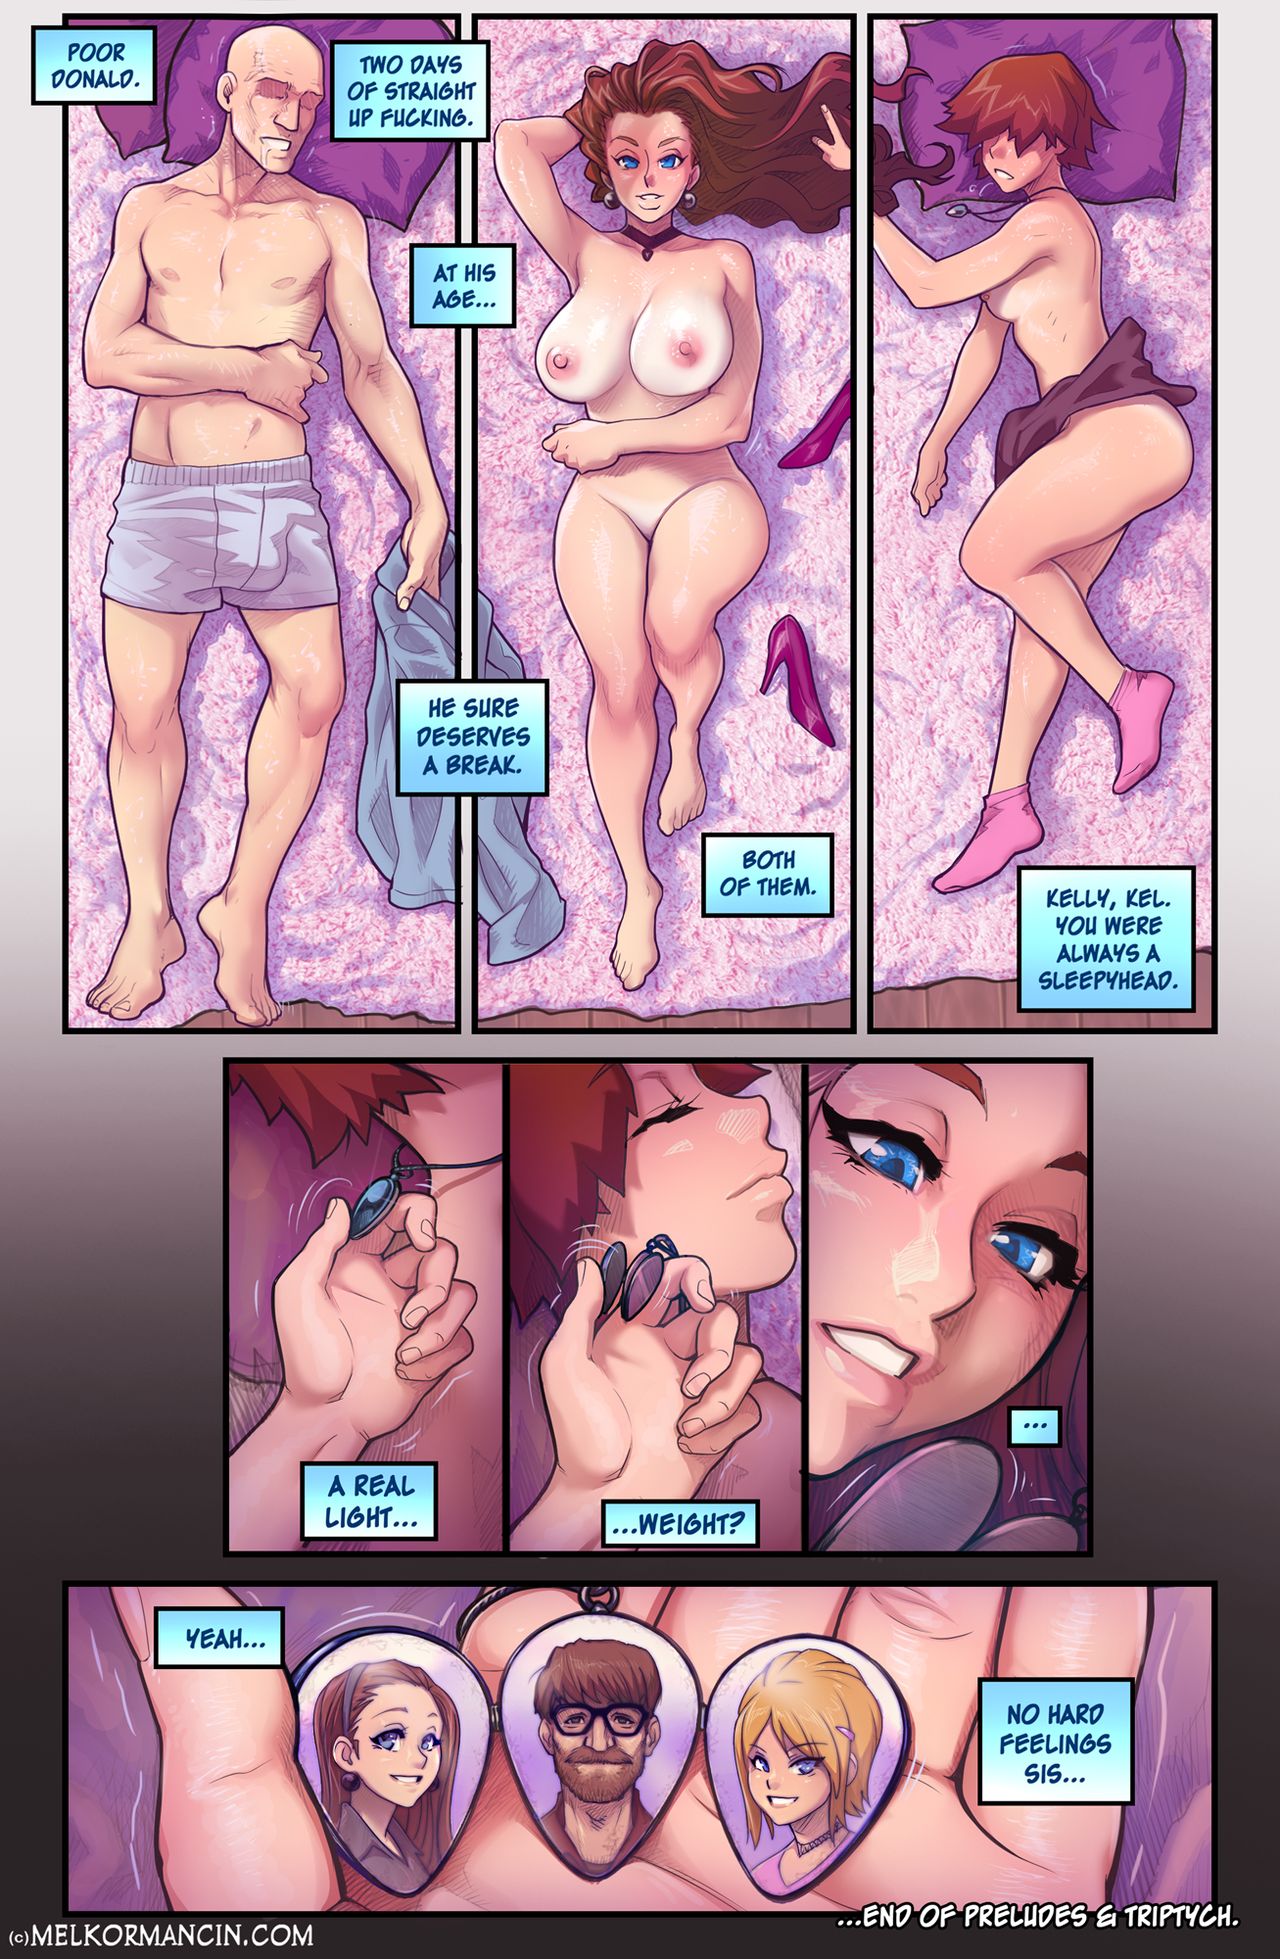 POOR
DONALD.
TWO DAYS
OF STRAIGHT
UP FUCKING.
AT HIS
AGE...
HE SURE
DESERVES
A BREAK.
BOTH
OF THEM.
KELLY, KEL.
YOU WERE
ALWAYS A
SLEEPYHEAD.
A REAL
LIGHT...
...WEIGHT?
...
YEAH...
NO HARD
FEELINGS
SIS...
...END OF PRELUDES & TRIPTYCH.
(c)MELKORMANCIN.COM